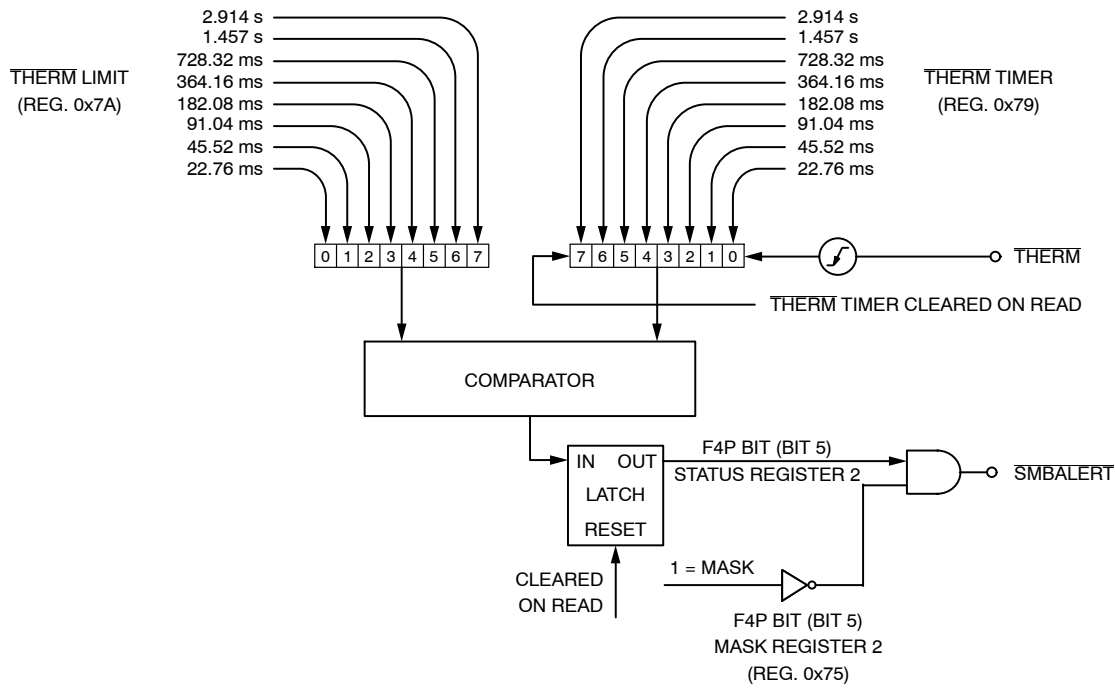 2.914 s
1.457 s
728.32 ms
364.16 ms
182.08 ms
91.04 ms
45.52 ms
22.76 ms
THERM LIMIT
(REG. 0x7A)
2.914 s
1.457 s
728.32 ms
364.16 ms
182.08 ms
91.04 ms
45.52 ms
22.76 ms
THERM TIMER
(REG. 0x79)
0 1 2 3 4 5 6 7
7 6 5 4 3 2 1 0
THERM
THERM TIMER CLEARED ON READ
COMPARATOR
IN OUT
LATCH
RESET
F4P BIT (BIT 5)
STATUS REGISTER 2
SMBALERT
CLEARED
ON READ
1 = MASK
F4P BIT (BIT 5)
MASK REGISTER 2
(REG. 0x75)